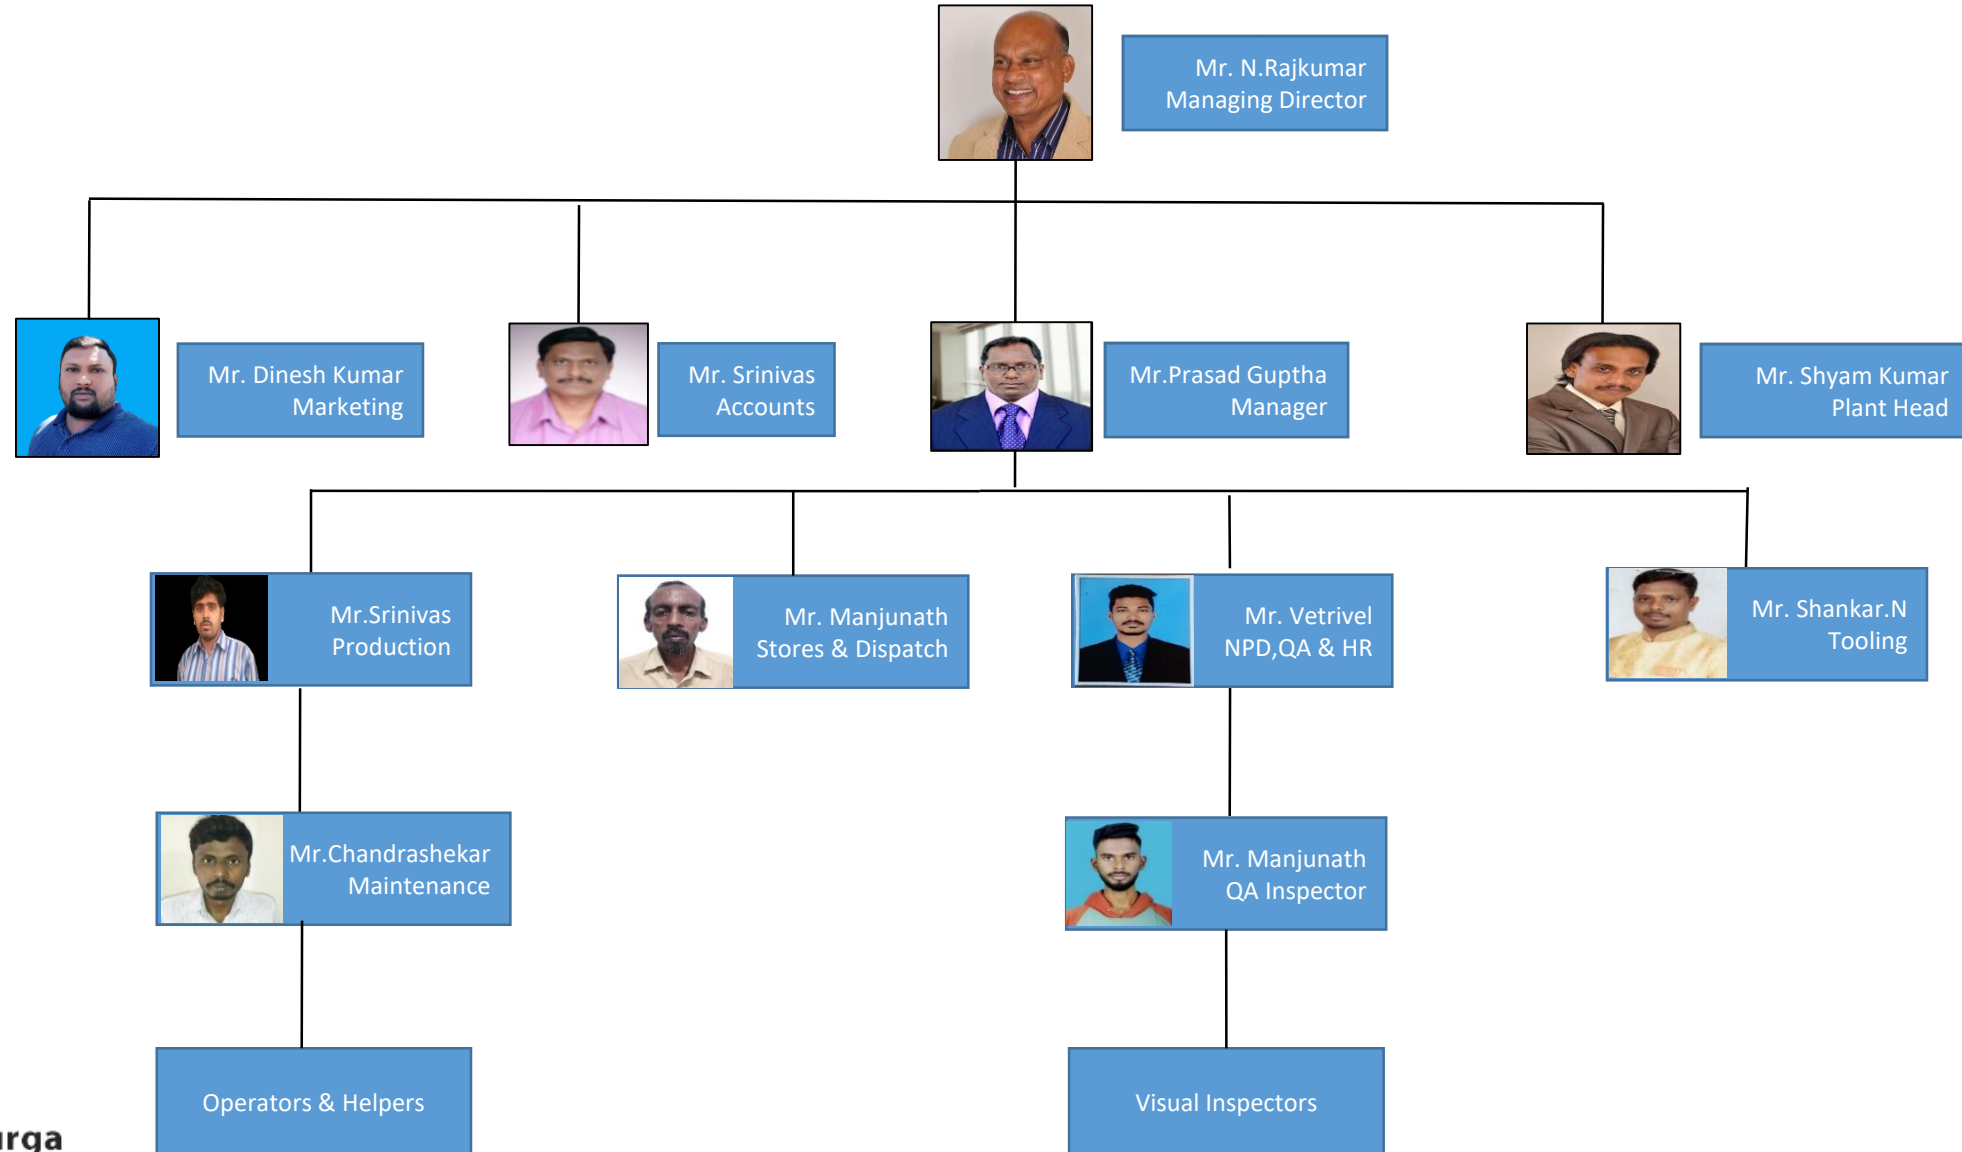 Mr. N.Rajkumar
Managing Director
Mr. Dinesh Kumar
Marketing
Mr. Srinivas
Accounts
Mr.Prasad Guptha
Manager
Mr. Shyam Kumar
Plant Head
Mr.Srinivas
Production
Mr. Manjunath
Stores & Dispatch
Mr. Vetrivel
NPD,QA & HR
Mr. Shankar.N
Tooling
Mr.Chandrashekar
Maintenance
Mr. Manjunath
QA Inspector
Operators & Helpers
Visual Inspectors